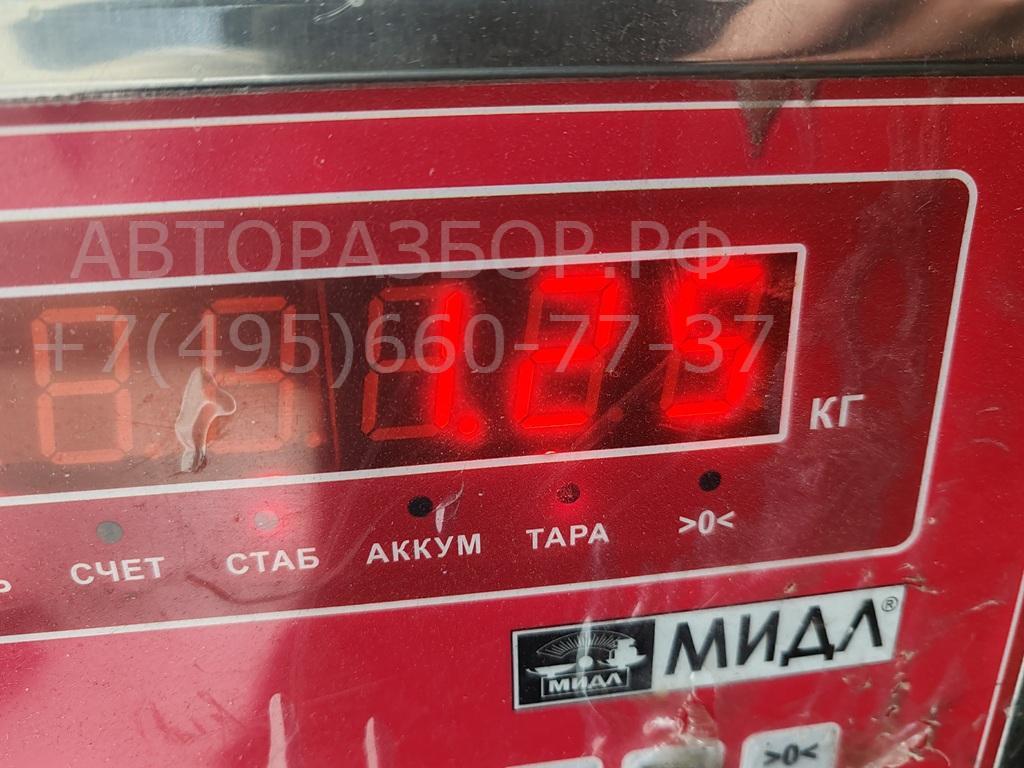 АВТОРАЗБОР.РФ
+7(495)660-77-37
1.25
КГ
СЧЕТ СТАБ АККУМ ТАРА >0<
МИДЛ МИДЛ®
>0<